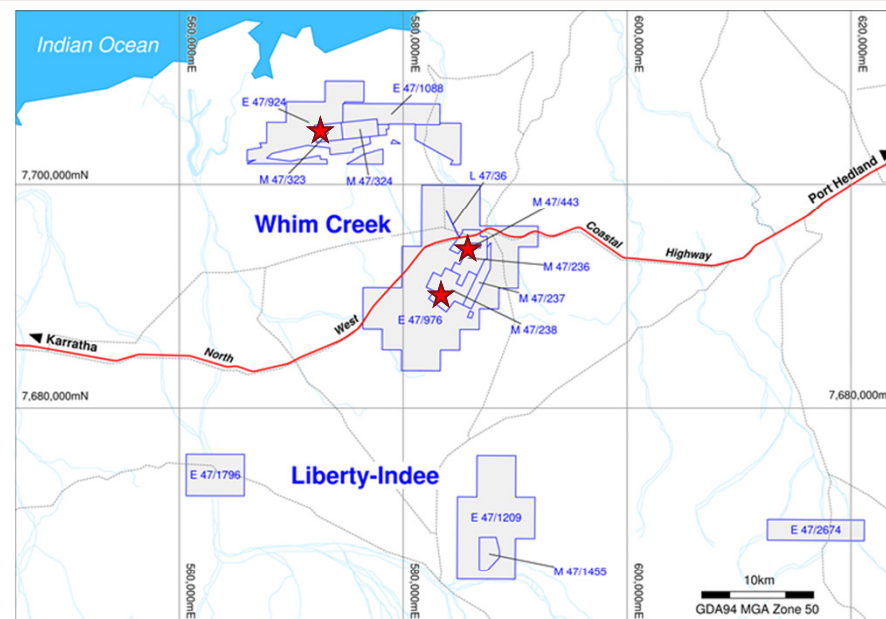 Indian Ocean
560,000mE
580,000mE
600,000mE
620,000mE
E 47/924
E 47/1088
M 47/323
M 47/324
7,700,000mN
L 47/36
M 47/443
Port Hedland
Whim Creek
Coastal
Highway
M 47/236
M 47/237
E 47/976
M 47/238
West
Karratha
North
7,680,000mN
7,680,000m
E 47/1796
Liberty-Indee
E 47/1209
E 47/2674
M 47/1455
560,000mE
580,000mE
600,000mE
10km
GDA94 MGA Zone 50